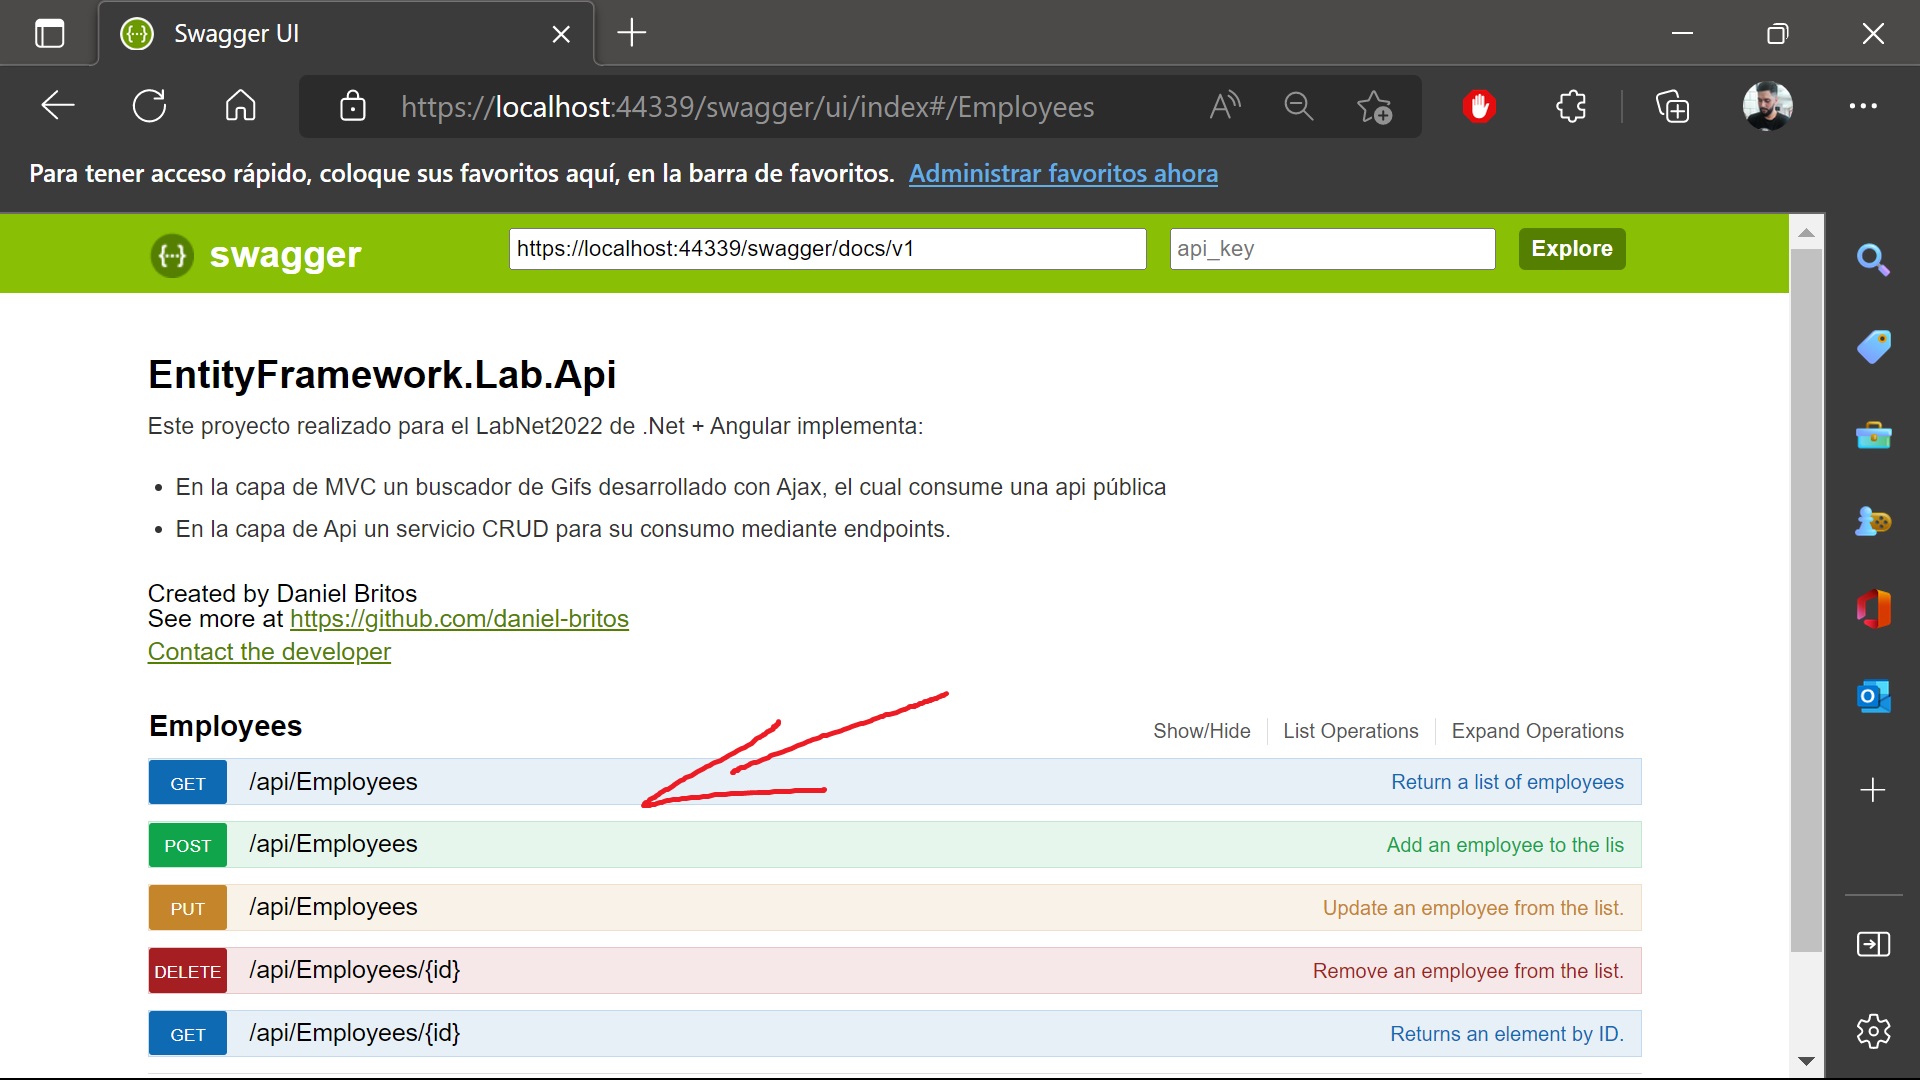 Swagger UI
https://localhost:44339/swagger/ui/index#/Employees
Para tener acceso rápido, coloque sus favoritos aquí, en la barra de favoritos. Administrar favoritos ahora
swagger https://localhost:44339/swagger/docs/v1 api_key Explore
EntityFramework.Lab.Api
Este proyecto realizado para el LabNet2022 de .Net + Angular implementa:
• En la capa de MVC un buscador de Gifs desarrollado con Ajax, el cual consume una api pública
• En la capa de Api un servicio CRUD para su consumo mediante endpoints.
Created by Daniel Britos
See more at https://github.com/daniel-britos
Contact the developer
Employees Show/Hide List Operations Expand Operations
GET /api/Employees Return a list of employees
POST /api/Employees Add an employee to the lis
PUT /api/Employees Update an employee from the list.
DELETE /api/Employees/{id} Remove an employee from the list.
GET /api/Employees/{id} Returns an element by ID.